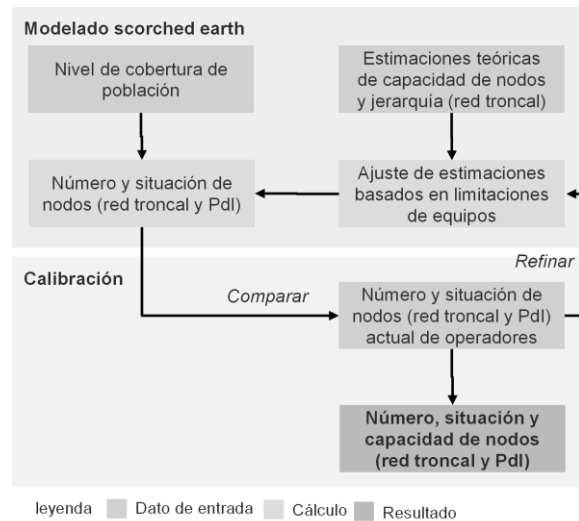 Modelado scorched earth
Nivel de cobertura de
población
Estimaciones teóricas
de capacidad de nodos
y jerarquía (red troncal)
Número y situación de
nodos (red troncal y PdI)
Ajuste de estimaciones
basados en limitaciones
de equipos
Refinar
Calibración
Comparar
Número y situación de
nodos (red troncal y PdI)
actual de operadores
Número, situación y
capacidad de nodos
(red troncal y PdI)
leyenda Dato de entrada Cálculo Resultado